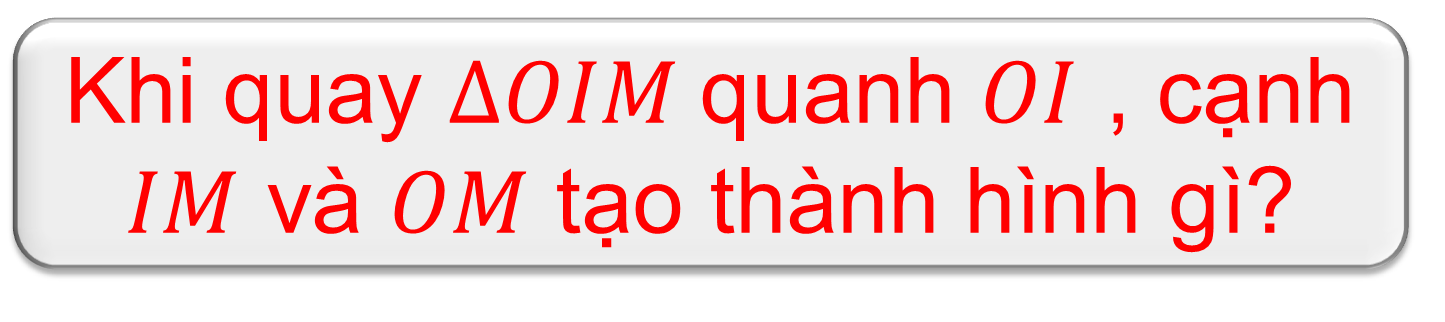 Khi quay Δ𝑂𝐼𝑀 quanh 𝑂𝐼 , cạnh
𝐼𝑀 và 𝑂𝑀 tạo thành hình gì?